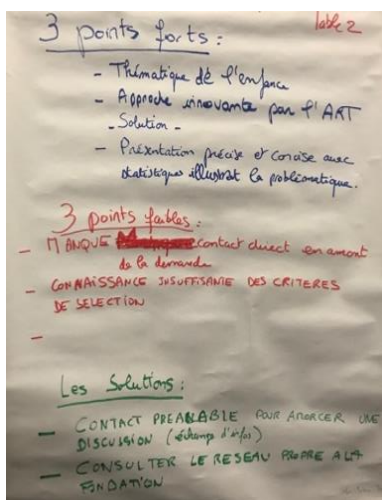 Table 2
3 points forts :
- Thématique de l'enfance
- Approche innovante par l'ART
- Solution -
- Présentation précise et concise avec
statistiques illustrant la problématique.
3 points faibles :
- MANQUE contact direct en amont
de la demande
- CONNAISSANCE INSUFFISANTE DES CRITERES
DE SELECTION
-
Les Solutions :
- CONTACT PREALABLE POUR AMORCER UNE
DISCUSSION (échange d'infos)
- CONSULTER LE RESEAU PROPRE A LA
FONDATION